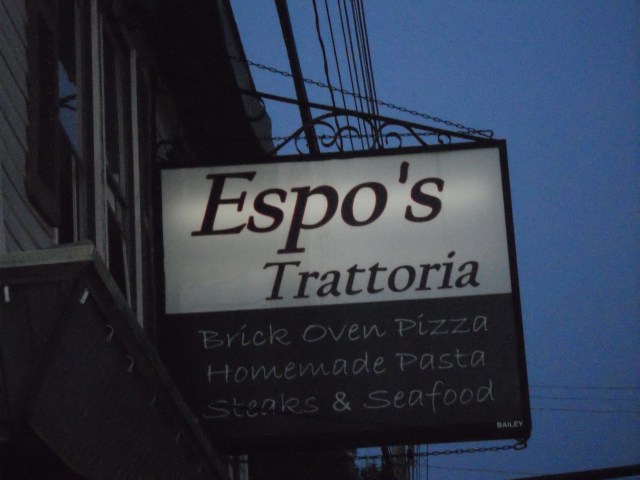 Espo's
Trattoria
Brick Oven Pizza
Homemade Pasta
Steaks & Seafood
BAILEY